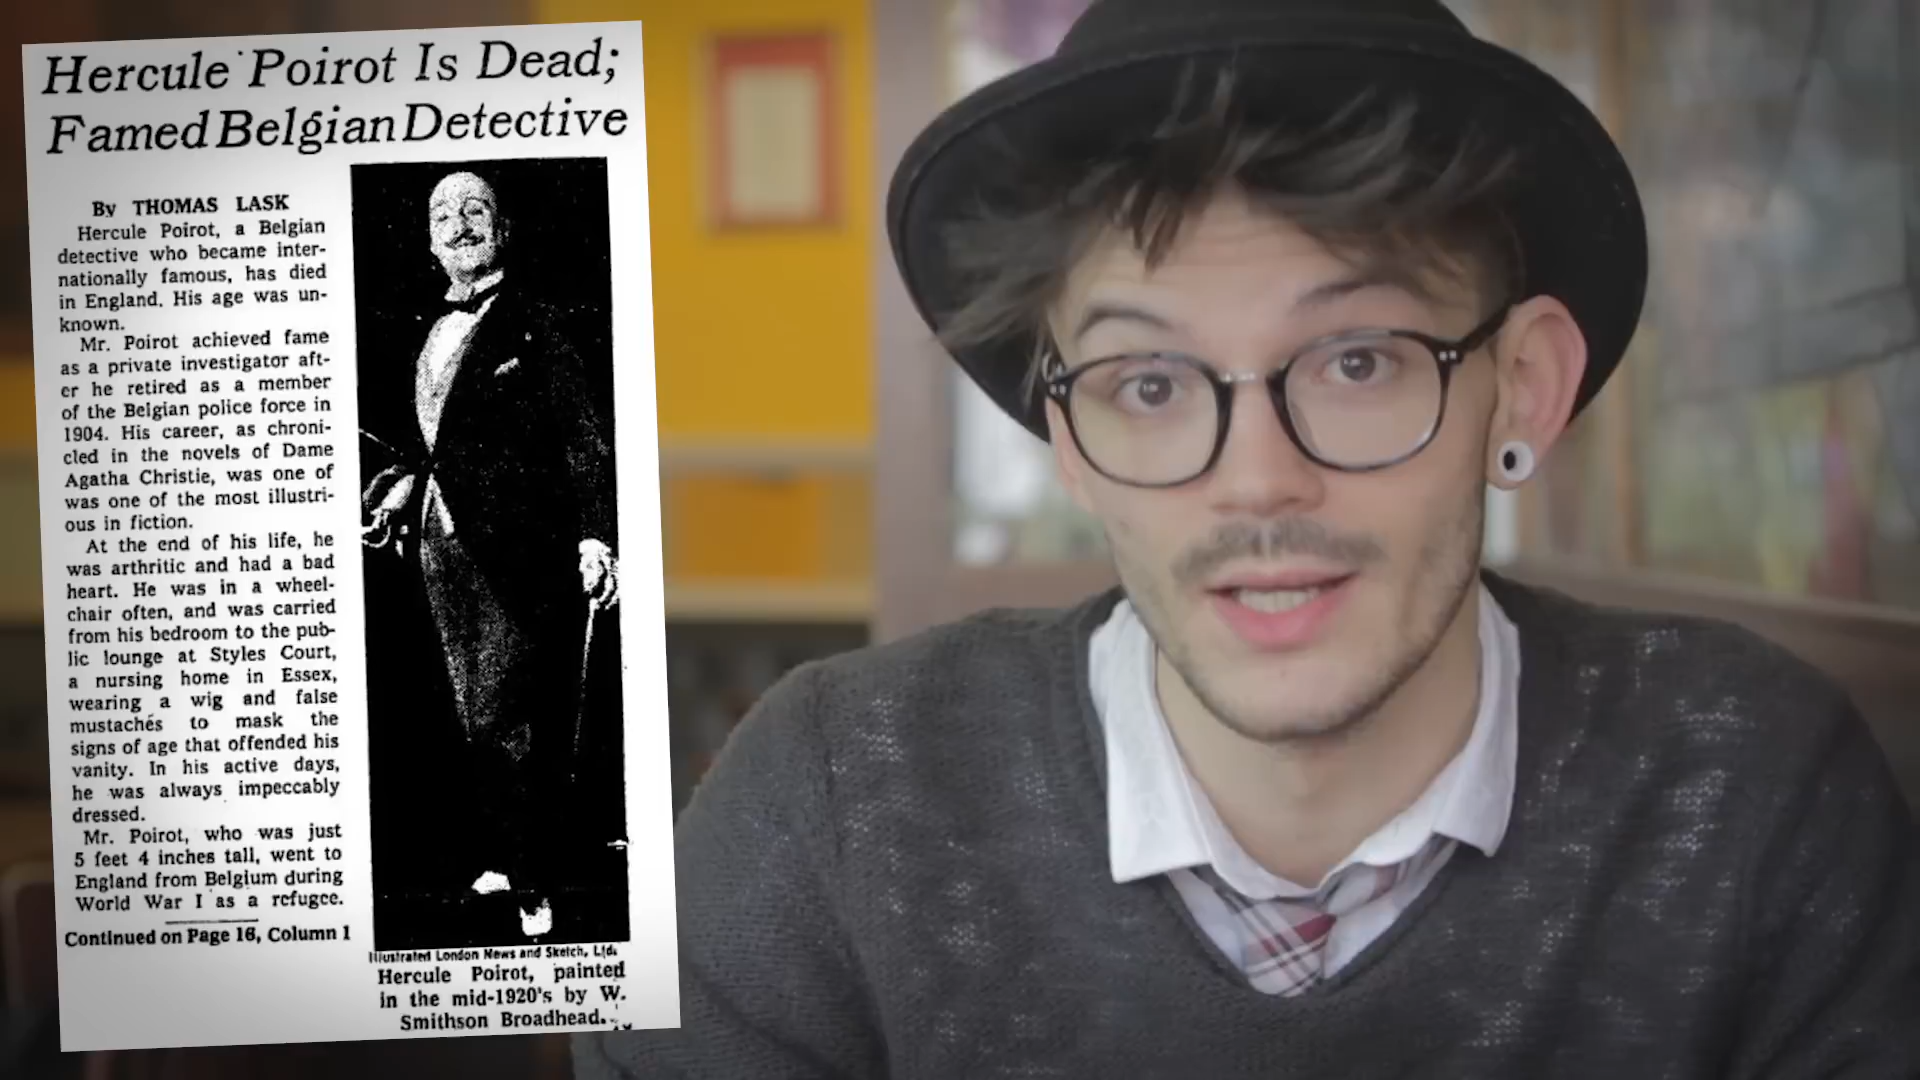 Hercule Poirot Is Dead;
Famed Belgian Detective
By THOMAS LASK
Hercule Poirot, a Belgian
detective who became inter-
nationally famous, has died
in England. His age was un-
known.
Mr. Poirot achieved fame
as a private investigator aft-
er he retired as a member
of the Belgian police force in
1904. His career, as chroni-
cled in the novels of Dame
Agatha Christie, was one of
was one of the most illustri-
ous in fiction.
At the end of his life, he
was arthritic and had a bad
heart. He was in a wheel-
chair often, and was carried
from his bedroom to the pub-
lic lounge at Styles Court,
a nursing home in Essex,
wearing a wig and false
mustaches to mask the
signs of age that offended his
vanity. In his active days,
he was always impeccably
dressed.
Mr. Poirot, who was just
5 feet 4 inches tall, went to
England from Belgium during
World War I as a refugee.
Continued on Page 16, Column 1
Illustrated London News and Sketch, Ltd.
Hercule Poirot, painted
in the mid-1920's by W.
Smithson Broadhead.